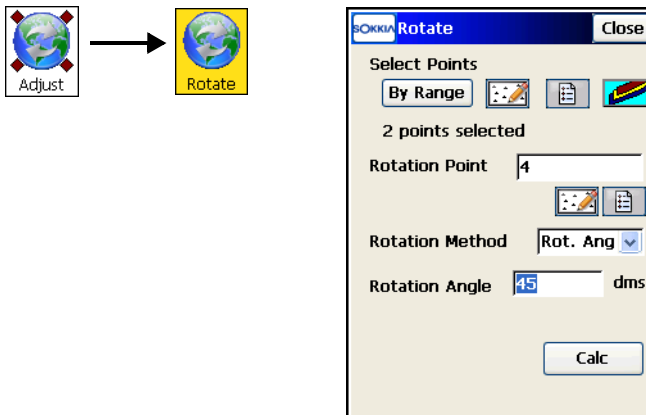 Adjust
Rotate
SOKKIA Rotate Close
Select Points
By Range
2 points selected
Rotation Point 4
Rotation Method Rot. Ang
Rotation Angle 45 dms
Calc